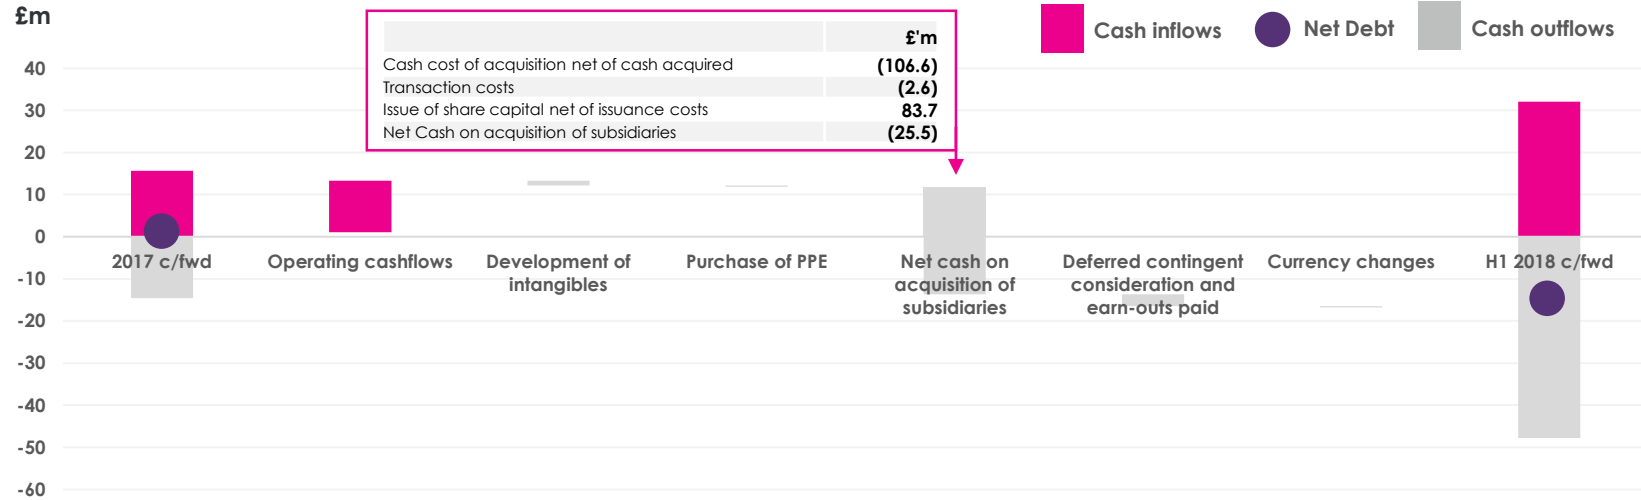 £m
Cash inflows
Net Debt
Cash outflows
£'m
Cash cost of acquisition net of cash acquired (106.6)
Transaction costs (2.6)
Issue of share capital net of issuance costs 83.7
Net Cash on acquisition of subsidiaries (25.5)
40
30
20
10
0
-10
-20
-30
-40
-50
-60
2017 c/fwd
Operating cashflows
Development of
intangibles
Purchase of PPE
Net cash on
acquisition of
subsidiaries
Deferred contingent
consideration and
earn-outs paid
Currency changes
H1 2018 c/fwd